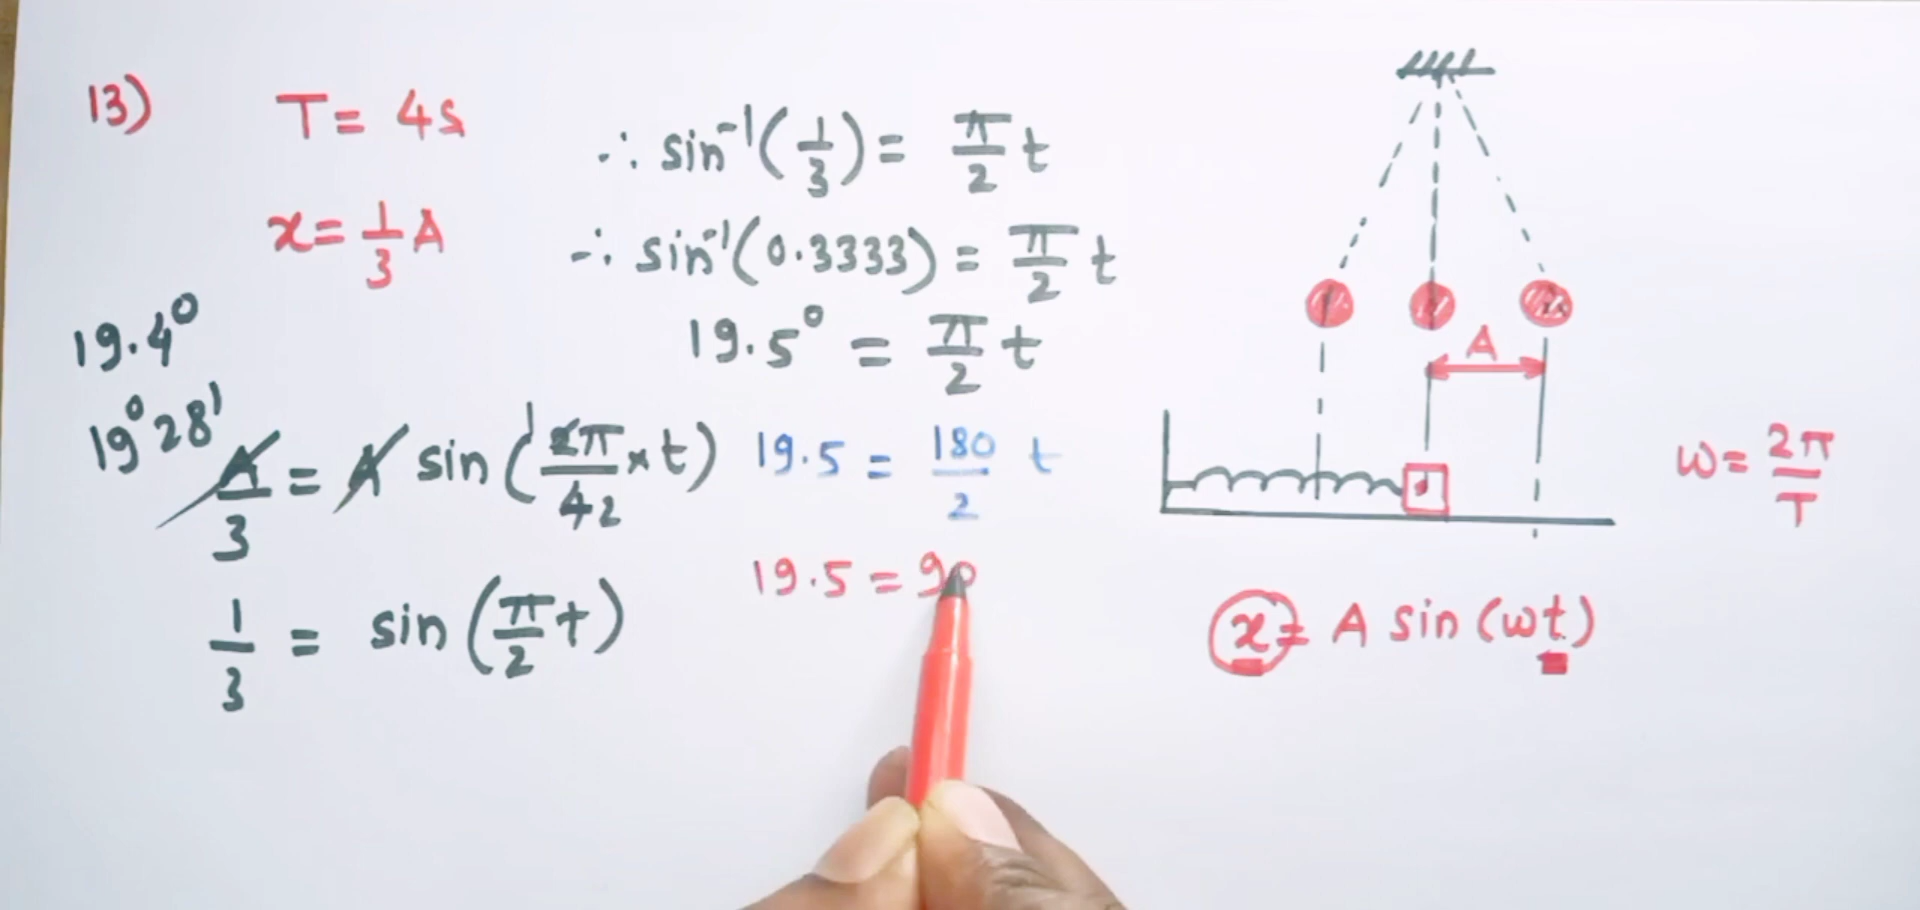 13)
T = 4s
x = 1/3 A
19.4°
19°28'
A/3 = A sin(2π/42 × t)
1/3 = sin(π/2 t)
∴ sin⁻¹(1/3) = π/2 t
∴ sin⁻¹(0.3333) = π/2 t
19.5° = π/2 t
19.5 = 180/2 t
19.5 = 90
A
ω = 2π/T
x = A sin(ωt)